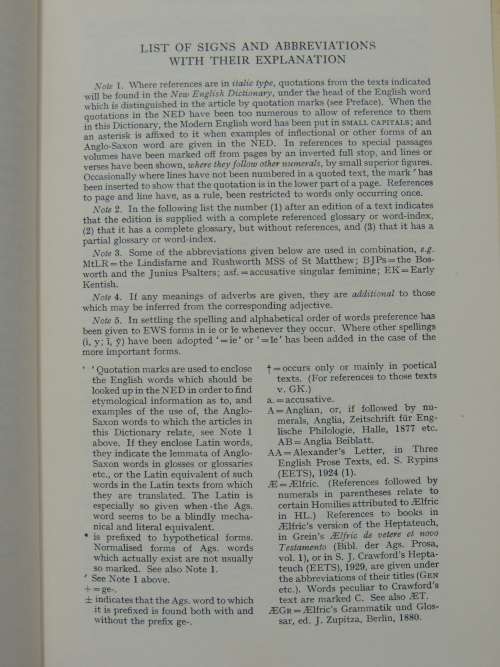 LIST OF SIGNS AND ABBREVIATIONS
WITH THEIR EXPLANATION
Note 1. Where references are in italic type, quotations from the texts indicated
will be found in the New English Dictionary, under the head of the English word
which is distinguished in the article by quotation marks (see Preface). When the
quotations in the NED have been too numerous to allow of reference to them
in this Dictionary, the Modern English word has been put in SMALL CAPITALS; and
an asterisk is affixed to it when examples of inflectional or other forms of an
Anglo-Saxon word are given in the NED. In references to special passages
volumes have been marked off from pages by an inverted full stop, and lines or
verses have been shown, where they follow other numerals, by small superior figures.
Occasionally where lines have not been numbered in a quoted text, the mark ′ has
been inserted to show that the quotation is in the lower part of a page. References
to page and line have, as a rule, been restricted to words only occurring once.
Note 2. In the following list the number (1) after an edition of a text indicates
that the edition is supplied with a complete referenced glossary or word-index,
(2) that it has a complete glossary, but without references, and (3) that it has a
partial glossary or word-index.
Note 3. Some of the abbreviations given below are used in combination, e.g.
MtLR=the Lindisfarne and Rushworth MSS of St Matthew; BJPs=the Bos-
worth and the Junius Psalters; asf.=accusative singular feminine; EK=Early
Kentish.
Note 4. If any meanings of adverbs are given, they are additional to those
which may be inferred from the corresponding adjective.
Note 5. In settling the spelling and alphabetical order of words preference has
been given to EWS forms in ie or īe whenever they occur. Where other spellings
(i, y; ī, ȳ) have been adopted '=ie' or '=īe' has been added in the case of the
more important forms.
' ' Quotation marks are used to enclose
the English words which should be
looked up in the NED in order to find
etymological information as to, and
examples of the use of, the Anglo-
Saxon words to which the articles in
this Dictionary relate, see Note 1
above. If they enclose Latin words,
they indicate the lemmata of Anglo-
Saxon words in glosses or glossaries
etc., or the Latin equivalent of such
words in the Latin texts from which
they are translated. The Latin is
especially so given when the Ags.
word seems to be a blindly mecha-
nical and literal equivalent.
* is prefixed to hypothetical forms.
Normalised forms of Ags. words
which actually exist are not usually
so marked. See also Note 1.
′ See Note 1 above.
+=ge-.
± indicates that the Ags. word to which
it is prefixed is found both with and
without the prefix ge-.
†=occurs only or mainly in poetical
texts. (For references to those texts
v. GK.)
a.=accusative.
A=Anglian, or, if followed by nu-
merals, Anglia, Zeitschrift für Eng-
lische Philologie, Halle, 1877 etc.
AB=Anglia Beiblatt.
AA=Alexander's Letter, in Three
English Prose Texts, ed. S. Rypins
(EETS), 1924 (1).
Æ=Ælfric. (References followed by
numerals in parentheses relate to
certain Homilies attributed to Ælfric
in HL.) References to books in
Ælfric's version of the Heptateuch,
in Grein's Ælfric de vetere et novo
Testamento (Bibl. der Ags. Prosa,
vol. 1), or in S. J. Crawford's Hepta-
teuch (EETS), 1929, are given under
the abbreviations of their titles (GEN
etc.). Words peculiar to Crawford's
text are marked C. See also ÆT.
ÆGR=Ælfric's Grammatik und Glos-
sar, ed. J. Zupitza, Berlin, 1880.